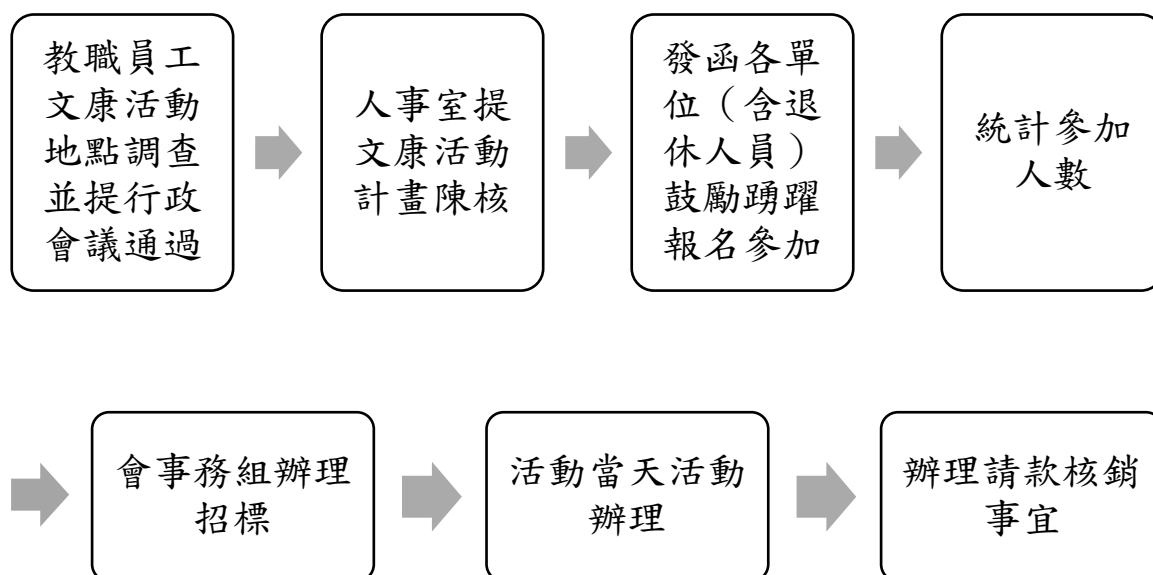 教職員工
文康活動
地點調查
並提行政
會議通過
人事室提
文康活動
計畫陳核
發函各單
位（含退
休人員）
鼓勵踴躍
報名參加
統計參加
人數
會事務組辦理
招標
活動當天活動
辦理
辦理請款核銷
事宜